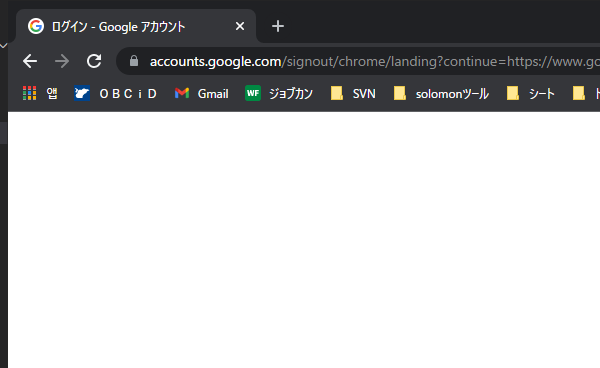 ログイン - Google アカウント
accounts.google.com/signout/chrome/landing?continue=https://www.go
앱 ＯＢＣｉＤ Gmail WF ジョブカン SVN solomonツール シート